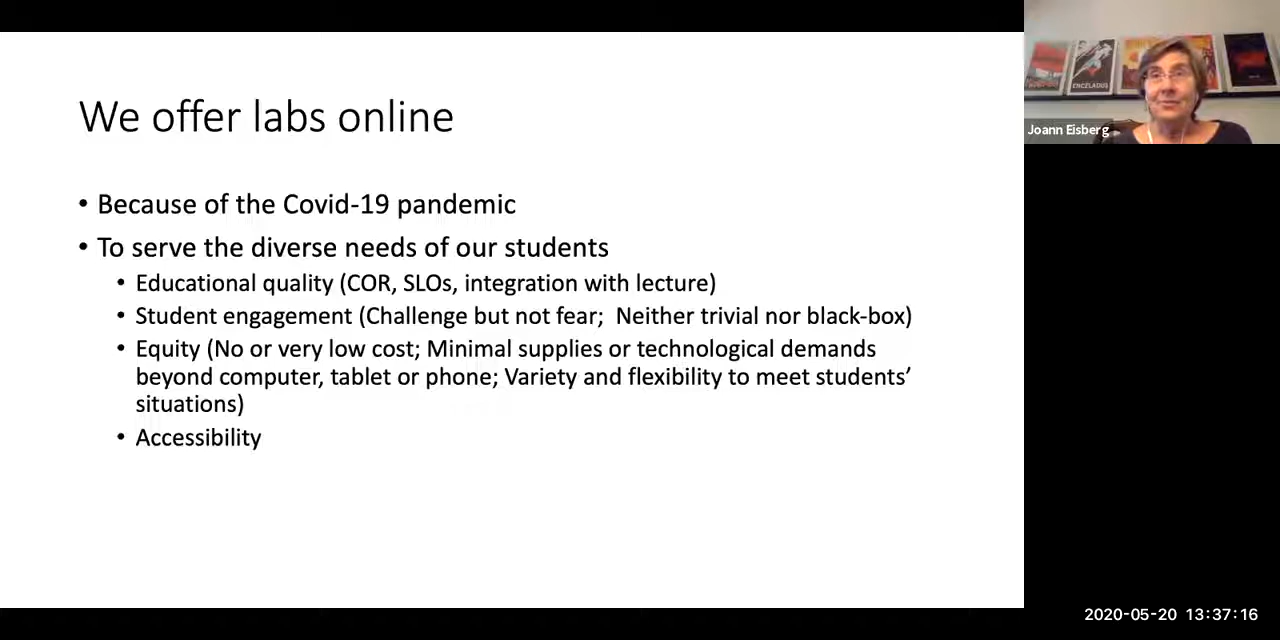 We offer labs online
• Because of the Covid-19 pandemic
• To serve the diverse needs of our students
• Educational quality (COR, SLOs, integration with lecture)
• Student engagement (Challenge but not fear;  Neither trivial nor black-box)
• Equity (No or very low cost; Minimal supplies or technological demands
beyond computer, tablet or phone; Variety and flexibility to meet students’
situations)
• Accessibility
ENCELADUS
Joann Eisberg
2020-05-20 13:37:16